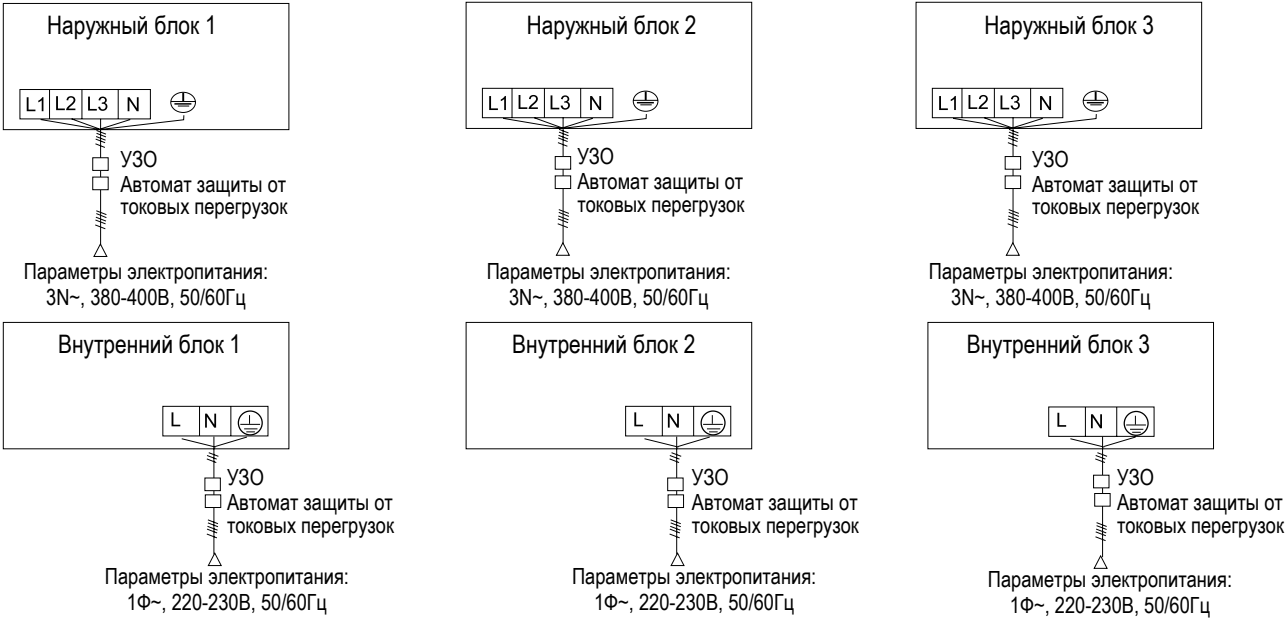 Наружный блок 1
L1 L2 L3 N
УЗО
Автомат защиты от
токовых перегрузок
Параметры электропитания:
3N~, 380-400В, 50/60Гц
Наружный блок 2
L1 L2 L3 N
УЗО
Автомат защиты от
токовых перегрузок
Параметры электропитания:
3N~, 380-400В, 50/60Гц
Наружный блок 3
L1 L2 L3 N
УЗО
Автомат защиты от
токовых перегрузок
Параметры электропитания:
3N~, 380-400В, 50/60Гц
Внутренний блок 1
L N
УЗО
Автомат защиты от
токовых перегрузок
Параметры электропитания:
1Ф~, 220-230В, 50/60Гц
Внутренний блок 2
L N
УЗО
Автомат защиты от
токовых перегрузок
Параметры электропитания:
1Ф~, 220-230В, 50/60Гц
Внутренний блок 3
L N
УЗО
Автомат защиты от
токовых перегрузок
Параметры электропитания:
1Ф~, 220-230В, 50/60Гц